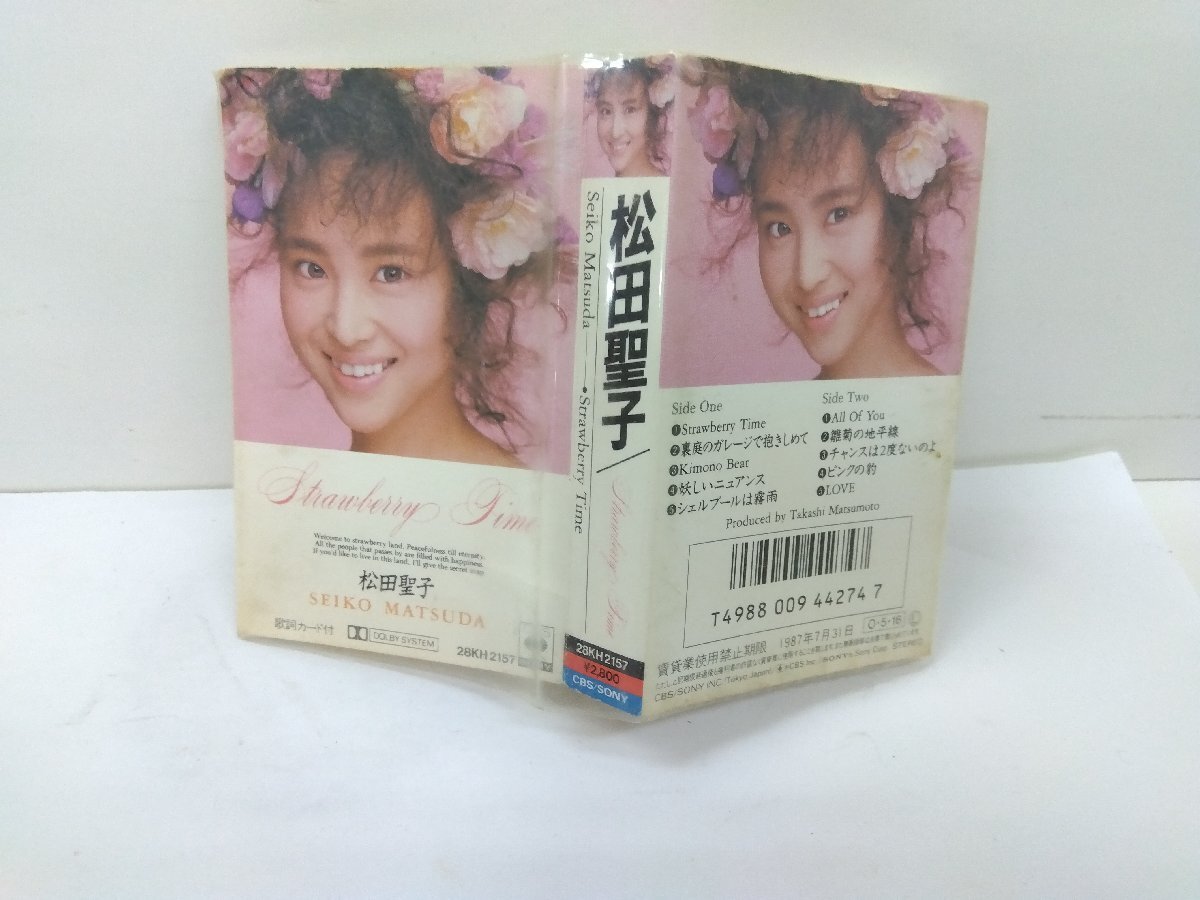 Strawberry Time
Welcome to strawberry land. Peacefulness till eternity.
All the people that passes by are filled with happiness.
If you'd like to live in this land, I'll give the secret map
松田聖子
SEIKO MATSUDA
歌詞カード付 DOLBY SYSTEM
28KH2157
Seiko Matsuda
Strawberry Time
松田聖子
Strawberry Time
28KH2157
¥2,800
CBS/SONY
Side One
❶Strawberry Time
❷裏庭のガレージで抱きしめて
❸Kimono Beat
❹妖しいニュアンス
❺シェルブールは霧雨
Side Two
❶All Of You
❷雛菊の地平線
❸チャンスは2度ないのよ
❹ピンクの豹
❺LOVE
Produced by Takashi Matsumoto
T4988 009 44274 7
賃貸業使用禁止期限 1987年7月31日 O・5・16 Ⓛ
CBS/SONY INC./Tokyo Japan/
STEREO